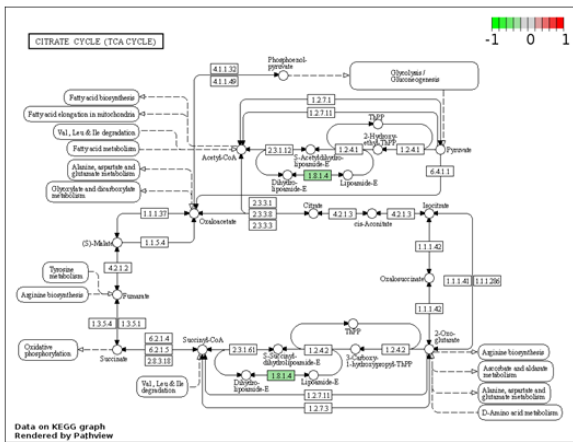 CITRATE CYCLE (TCA CYCLE)
-1 0 1
Phosphoenol-
pyruvate
4.1.1.32
4.1.1.49
Glycolysis /
Gluconeogenesis
Fatty acid biosynthesis
Fatty acid elongation in mitochondria
Val, Leu & Ile degradation
Fatty acid metabolism
Alanine, aspartate and
glutamate metabolism
Glyoxylate and dicarboxylate
metabolism
1.2.7.1
1.2.7.11
ThPP
2-Hydroxy-
ethyl-ThPP
Acetyl-CoA
2.3.1.12
S-Acetyldihydro-
lipoamide-E
1.2.4.1
1.2.4.1
Pyruvate
Dihydro-
lipoamide-E
1.8.1.4
Lipoamide-E
6.4.1.1
1.1.1.37
Oxaloacetate
2.3.3.1
2.3.3.8
2.3.3.3
Citrate
4.2.1.3
cis-Aconitate
4.2.1.3
Isocitrate
(S)-Malate
1.1.5.4
1.1.1.42
4.2.1.2
Tyrosine
metabolism
Arginine biosynthesis
Fumarate
Oxalosuccinate
1.1.1.41
1.1.1.286
1.1.1.42
1.3.5.4
1.3.5.1
Oxidative
phosphorylation
Succinate
6.2.1.4
6.2.1.5
2.8.3.18
Succinyl-CoA
ThPP
2.3.1.61
S-Succinyl-
dihydrolipoamide-E
1.2.4.2
3-Carboxy-
1-hydroxypropyl-ThPP
1.2.4.2
2-Oxo-
glutarate
Val, Leu & Ile
degradation
Dihydro-
lipoamide-E
1.8.1.4
Lipoamide-E
1.2.7.11
1.2.7.3
Arginine biosynthesis
Ascorbate and aldarate
metabolism
Alanine, aspartate and
glutamate metabolism
D-Amino acid metabolism
Data on KEGG graph
Rendered by Pathview